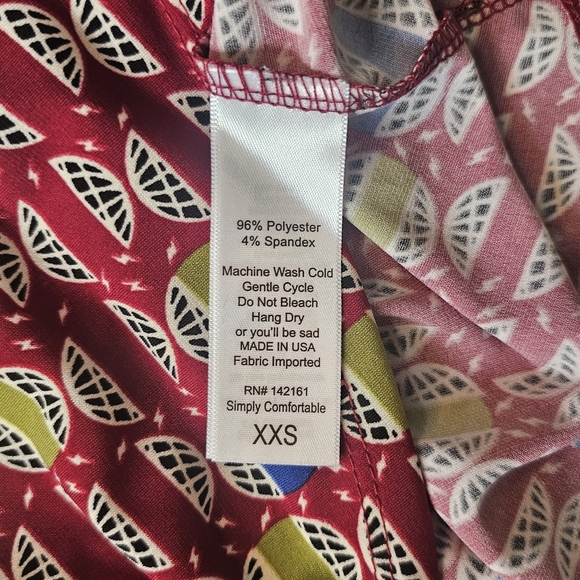 96% Polyester
4% Spandex
Machine Wash Cold
Gentle Cycle
Do Not Bleach
Hang Dry
or you'll be sad
MADE IN USA
Fabric Imported
RN# 142161
Simply Comfortable
XXS